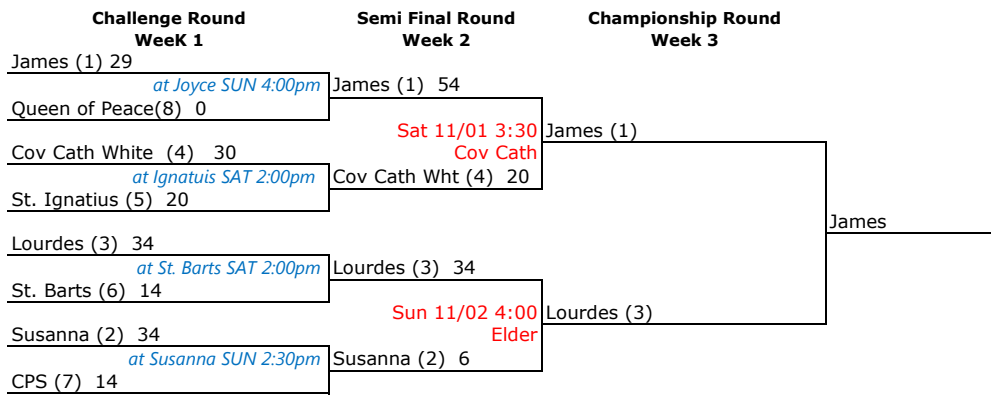 Challenge Round
WeeK 1
Semi Final Round
Week 2
Championship Round
Week 3
James (1) 29
at Joyce SUN 4:00pm
Queen of Peace(8)  0
James (1)  54
Cov Cath White  (4)   30
at Ignatuis SAT 2:00pm
St. Ignatius (5)  20
Sat 11/01 3:30
Cov Cath
Cov Cath Wht (4)  20
James (1)
Lourdes (3)  34
at St. Barts SAT 2:00pm
St. Barts (6)  14
Lourdes (3)  34
Susanna (2)  34
at Susanna SUN 2:30pm
CPS (7)  14
Sun 11/02 4:00
Elder
Susanna (2)  6
Lourdes (3)
James